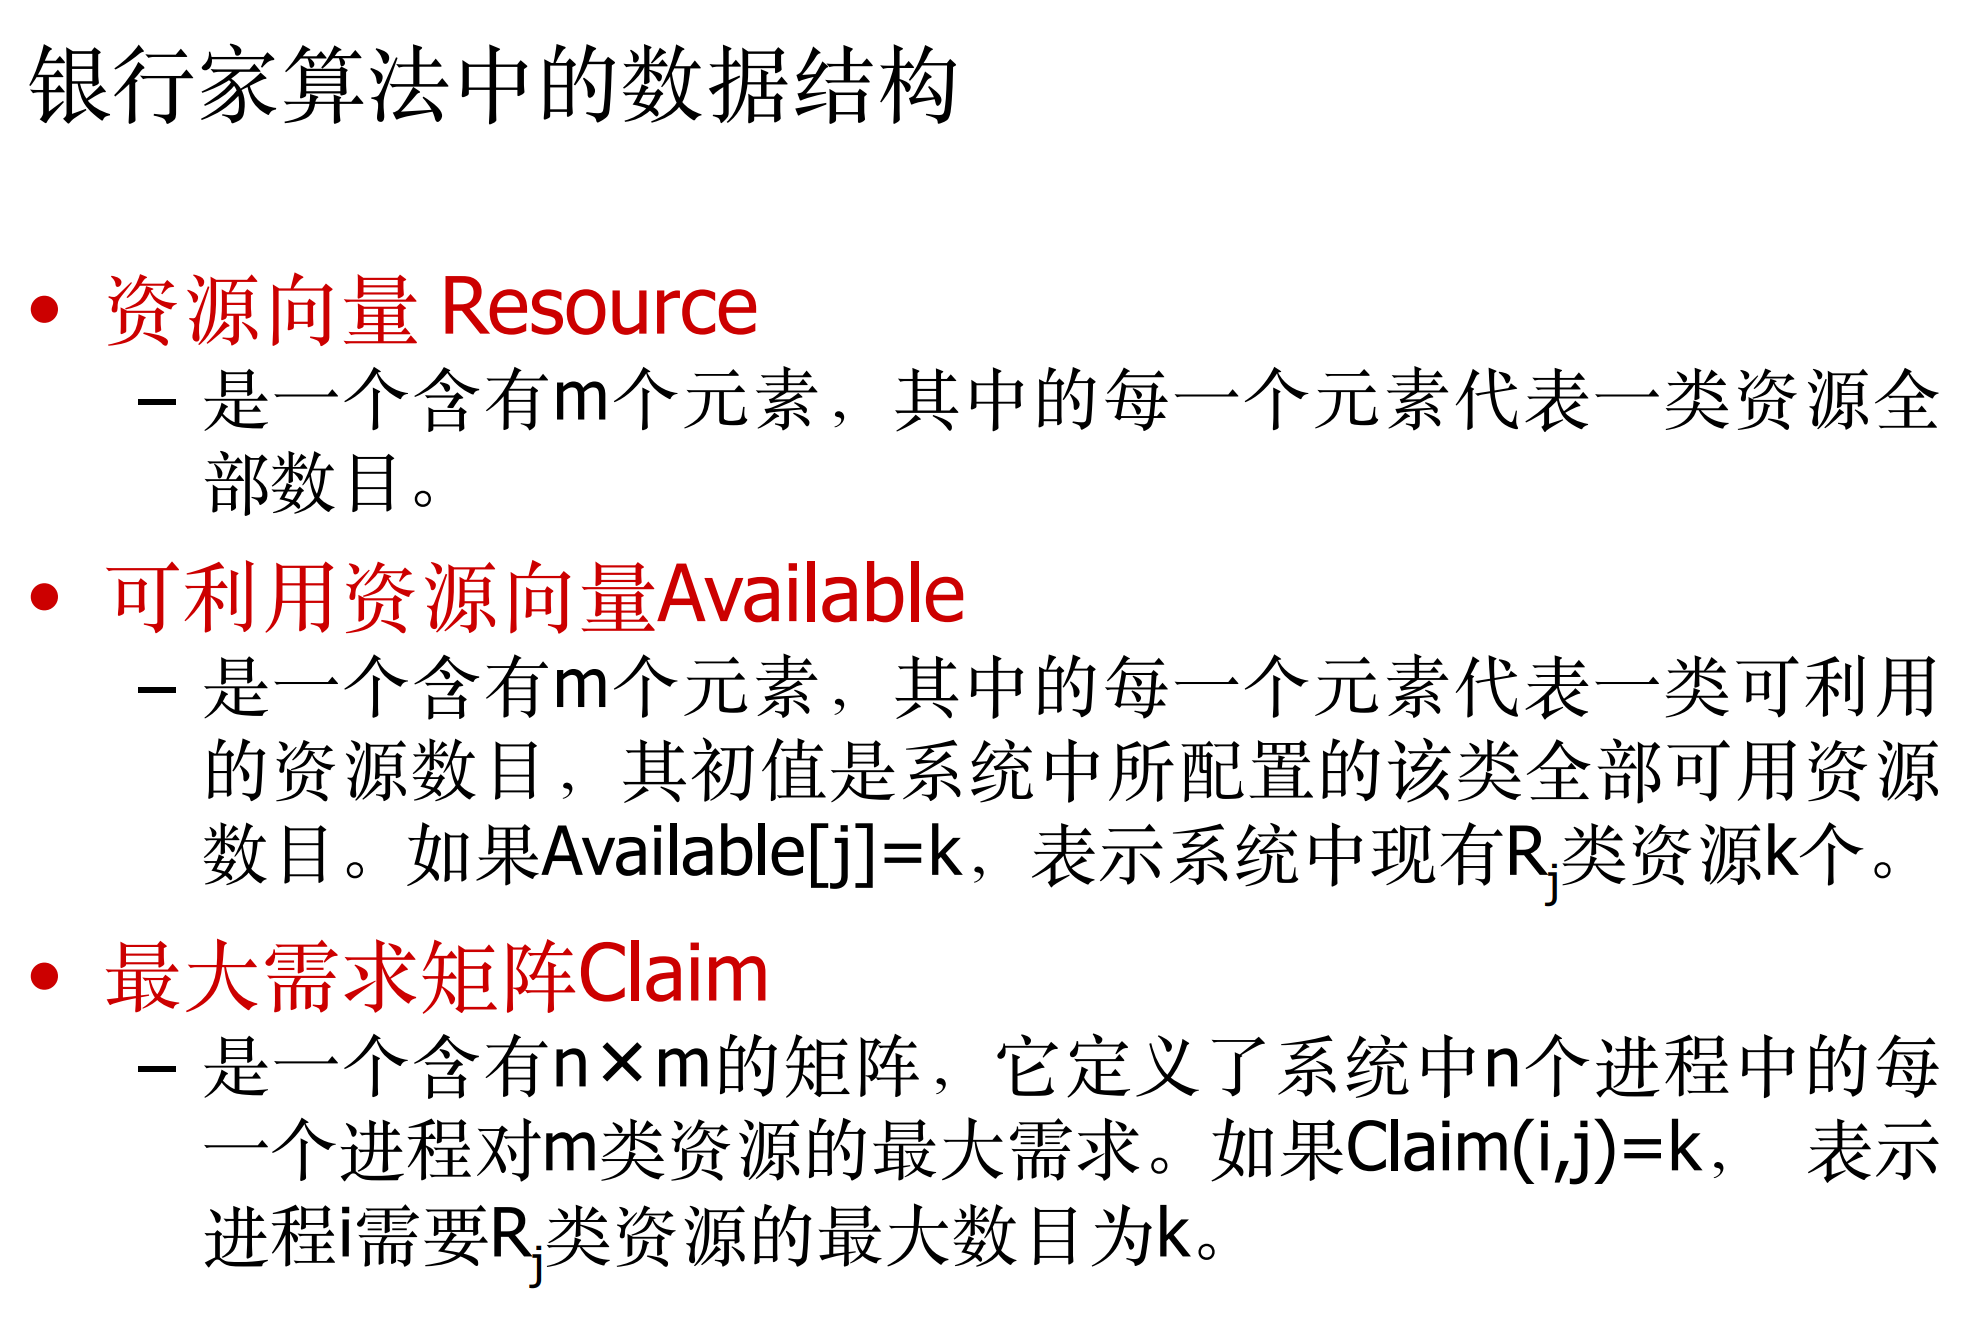 银行家算法中的数据结构
• 资源向量 Resource
– 是一个含有m个元素，其中的每一个元素代表一类资源全
部数目。
• 可利用资源向量Available
– 是一个含有m个元素，其中的每一个元素代表一类可利用
的资源数目，其初值是系统中所配置的该类全部可用资源
数目。如果Available[j]=k，表示系统中现有Rj类资源k个。
• 最大需求矩阵Claim
– 是一个含有n×m的矩阵，它定义了系统中n个进程中的每
一个进程对m类资源的最大需求。如果Claim(i,j)=k， 表示
进程i需要Rj类资源的最大数目为k。